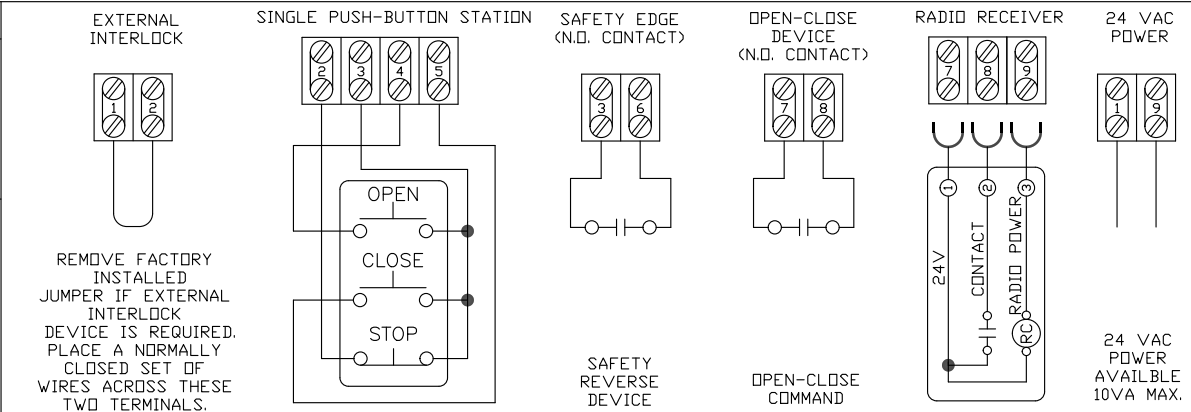 EXTERNAL
INTERLOCK
1 2
REMOVE FACTORY
INSTALLED
JUMPER IF EXTERNAL
INTERLOCK
DEVICE IS REQUIRED.
PLACE A NORMALLY
CLOSED SET OF
WIRES ACROSS THESE
TWO TERMINALS.
SINGLE PUSH-BUTTON STATION
2 3 4 5
OPEN
CLOSE
STOP
SAFETY EDGE
(N.O. CONTACT)
3 6
SAFETY
REVERSE
DEVICE
OPEN-CLOSE
DEVICE
(N.O. CONTACT)
7 8
OPEN-CLOSE
COMMAND
RADIO RECEIVER
7 8 9
1 2 3
24V
CONTACT
RADIO POWER
RC
24 VAC
POWER
1 9
24 VAC
POWER
AVAILBLE
10VA MAX.